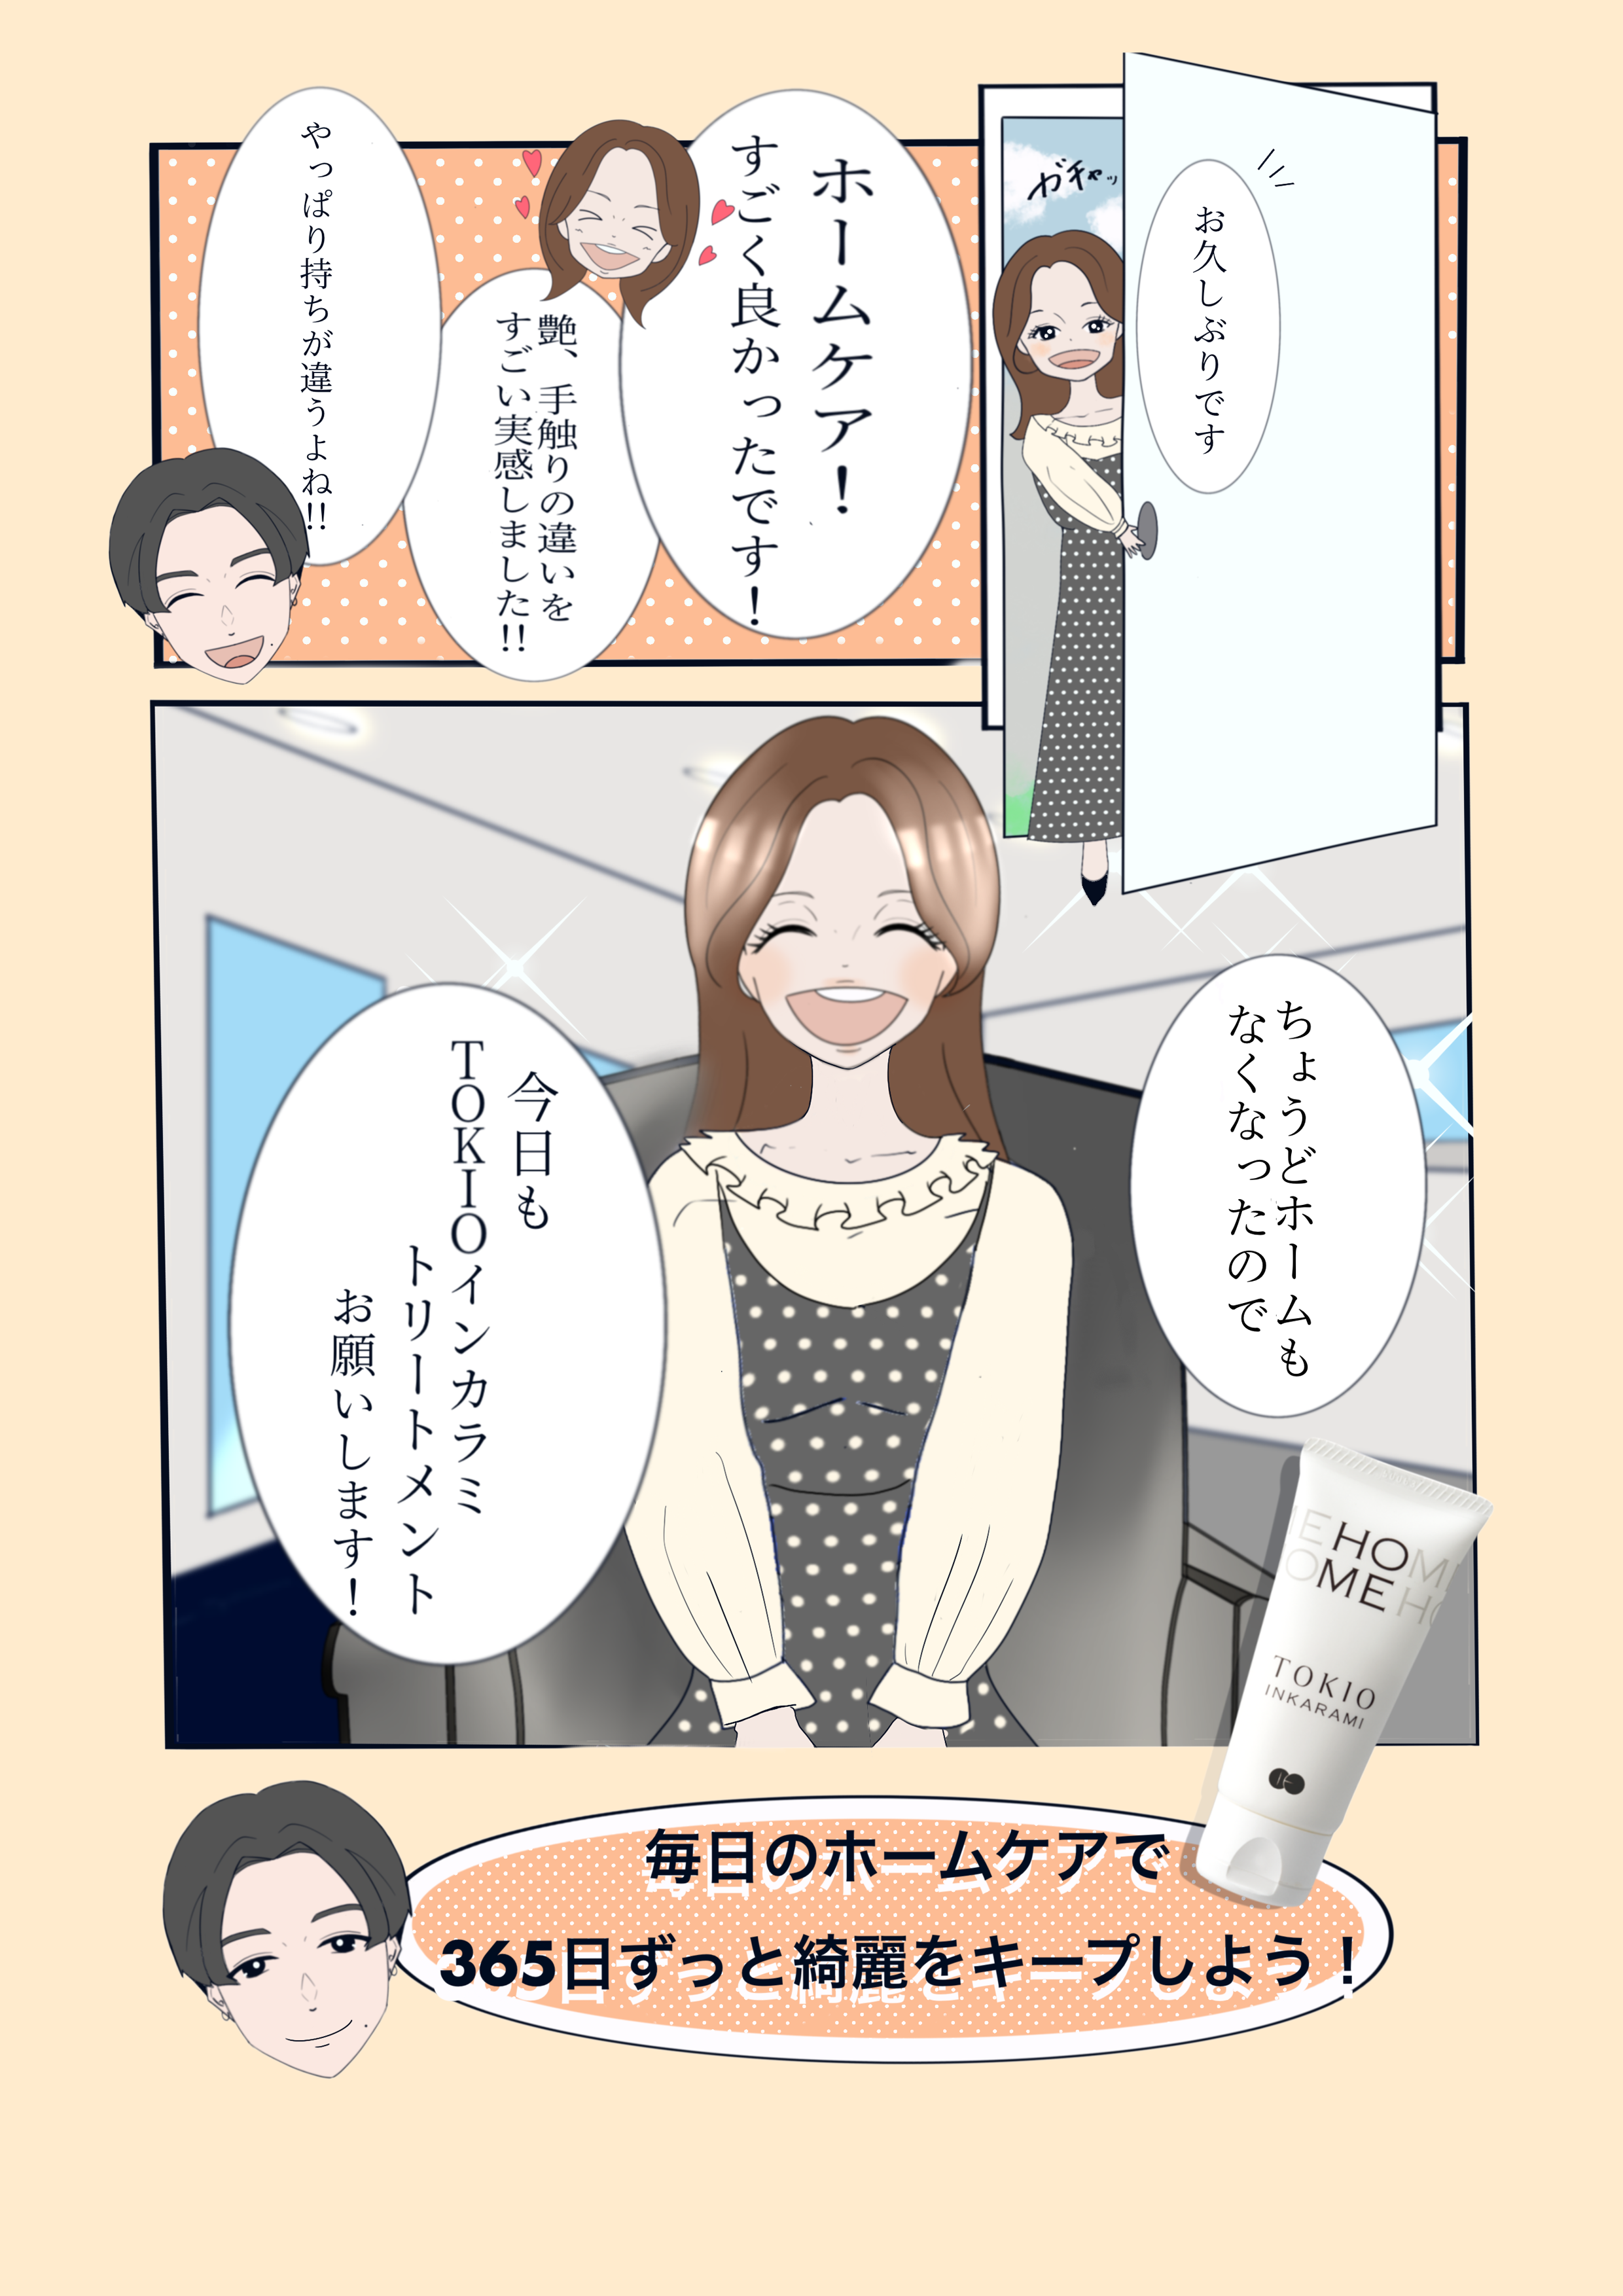 ガチャッ
お久しぶりです
ホームケア！
すごく良かったです！
艶、手触りの違いを
すごい実感しました!!
やっぱり持ちが違うよね!!
ちょうどホームも
なくなったので
今日も
TOKIOインカラミ
トリートメント
お願いします！
E HOM
OME HO
TOKIO
INKARAMI
毎日のホームケアで
365日ずっと綺麗をキープしよう！